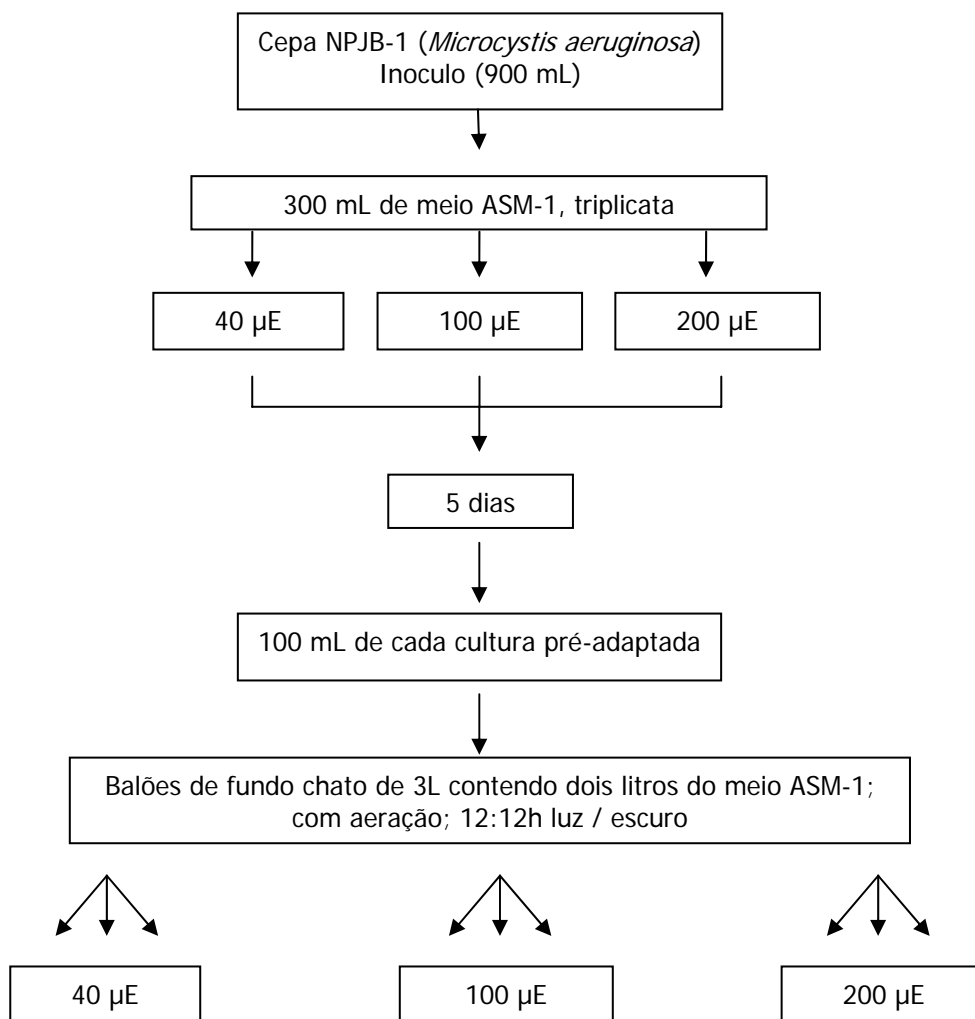 Cepa NPJB-1 (Microcystis aeruginosa)
Inoculo (900 mL)
300 mL de meio ASM-1, triplicata
40 µE
100 µE
200 µE
5 dias
100 mL de cada cultura pré-adaptada
Balões de fundo chato de 3L contendo dois litros do meio ASM-1;
com aeração; 12:12h luz / escuro
40 µE
100 µE
200 µE